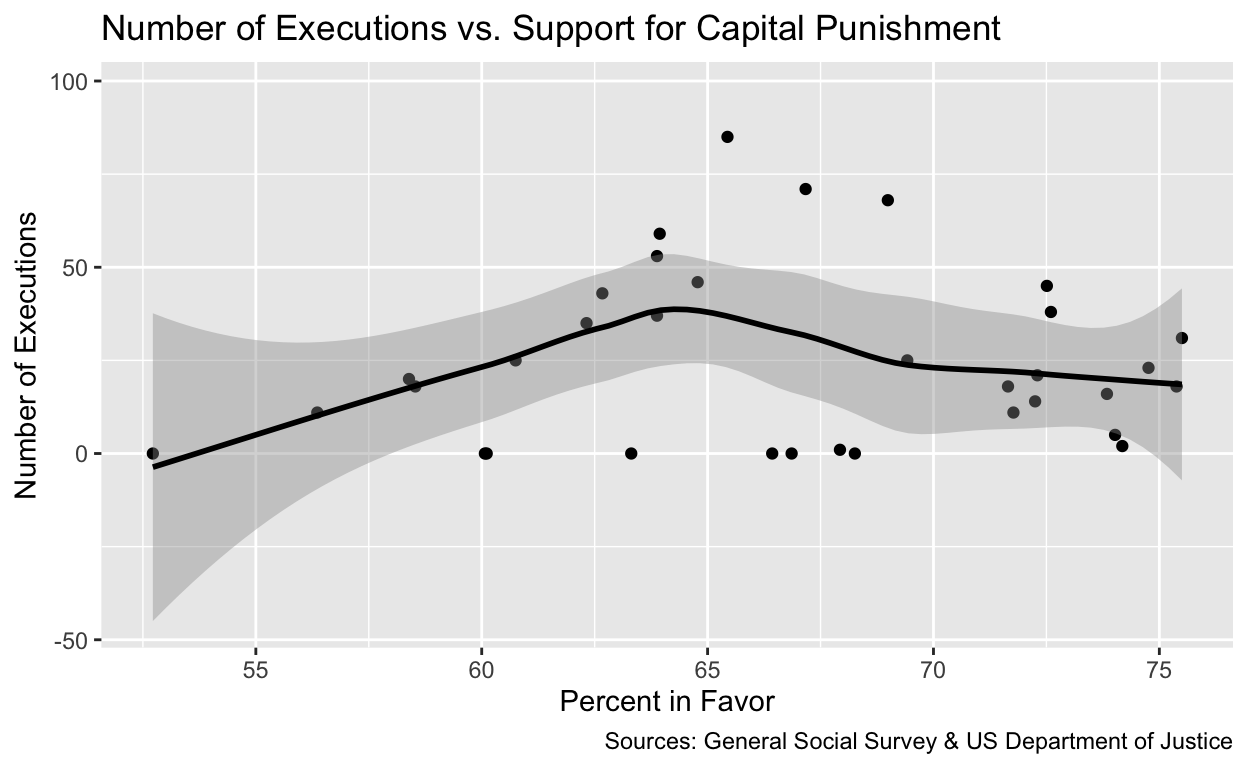 Number of Executions vs. Support for Capital Punishment
100
50
0
-50
Number of Executions
55 60 65 70 75
Percent in Favor
Sources: General Social Survey & US Department of Justice